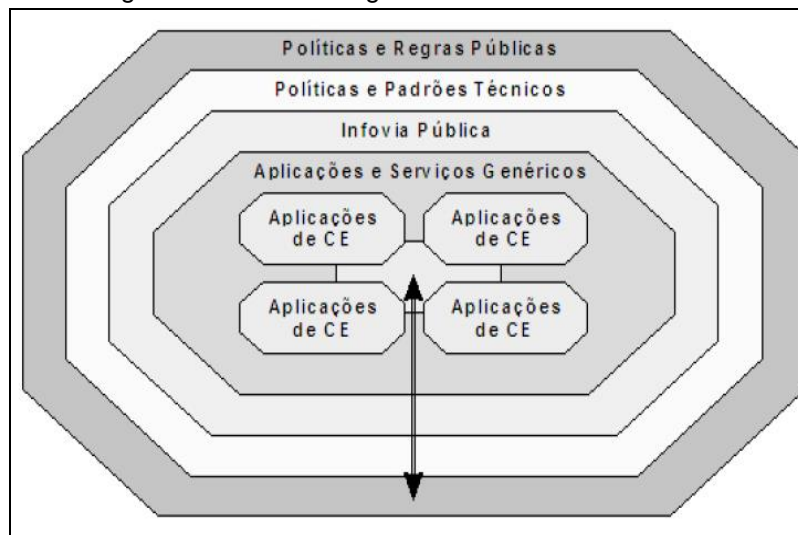 Políticas e Regras Públicas
Políticas e Padrões Técnicos
Infovia Pública
Aplicações e Serviços Genéricos
Aplicações
de CE
Aplicações
de CE
Aplicações
de CE
Aplicações
de CE